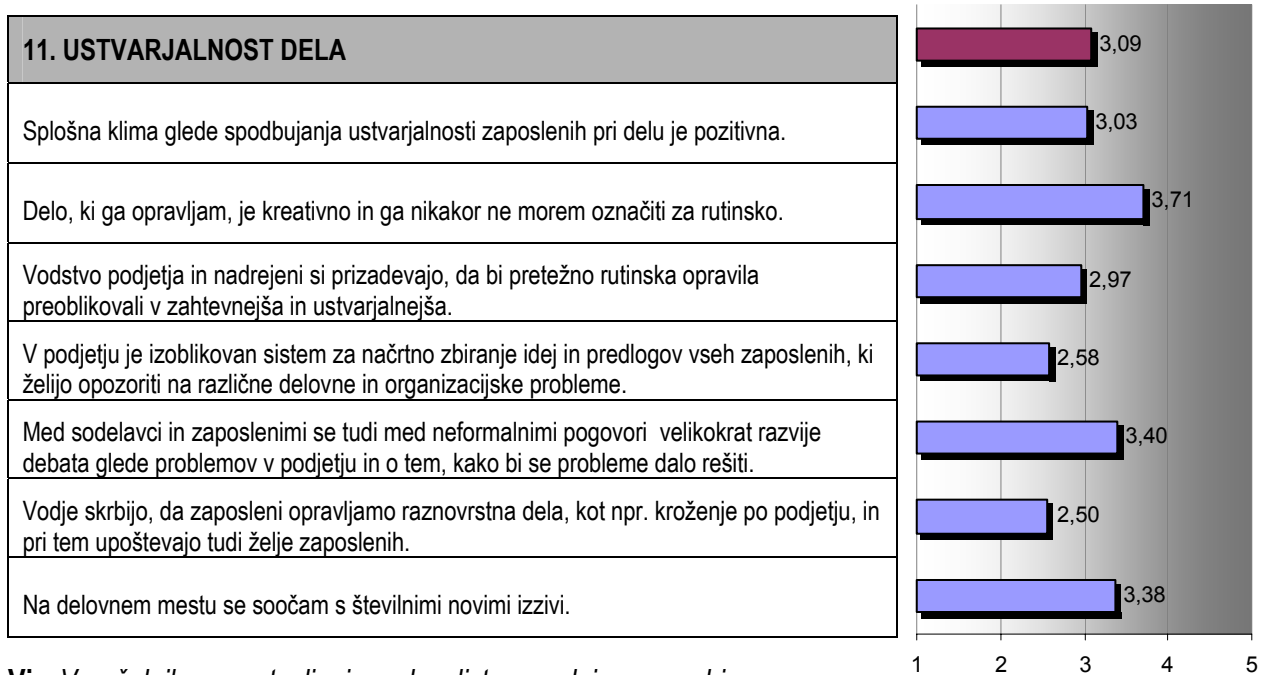 11. USTVARJALNOST DELA
3,09
Splošna klima glede spodbujanja ustvarjalnosti zaposlenih pri delu je pozitivna.
3,03
Delo, ki ga opravljam, je kreativno in ga nikakor ne morem označiti za rutinsko.
3,71
Vodstvo podjetja in nadrejeni si prizadevajo, da bi pretežno rutinska opravila
preoblikovali v zahtevnejša in ustvarjalnejša.
2,97
V podjetju je izoblikovan sistem za načrtno zbiranje idej in predlogov vseh zaposlenih, ki
želijo opozoriti na različne delovne in organizacijske probleme.
2,58
Med sodelavci in zaposlenimi se tudi med neformalnimi pogovori velikokrat razvije
debata glede problemov v podjetju in o tem, kako bi se probleme dalo rešiti.
3,40
Vodje skrbijo, da zaposleni opravljamo raznovrstna dela, kot npr. kroženje po podjetju, in
pri tem upoštevajo tudi želje zaposlenih.
2,50
Na delovnem mestu se soočam s številnimi novimi izzivi.
3,38
1 2 3 4 5